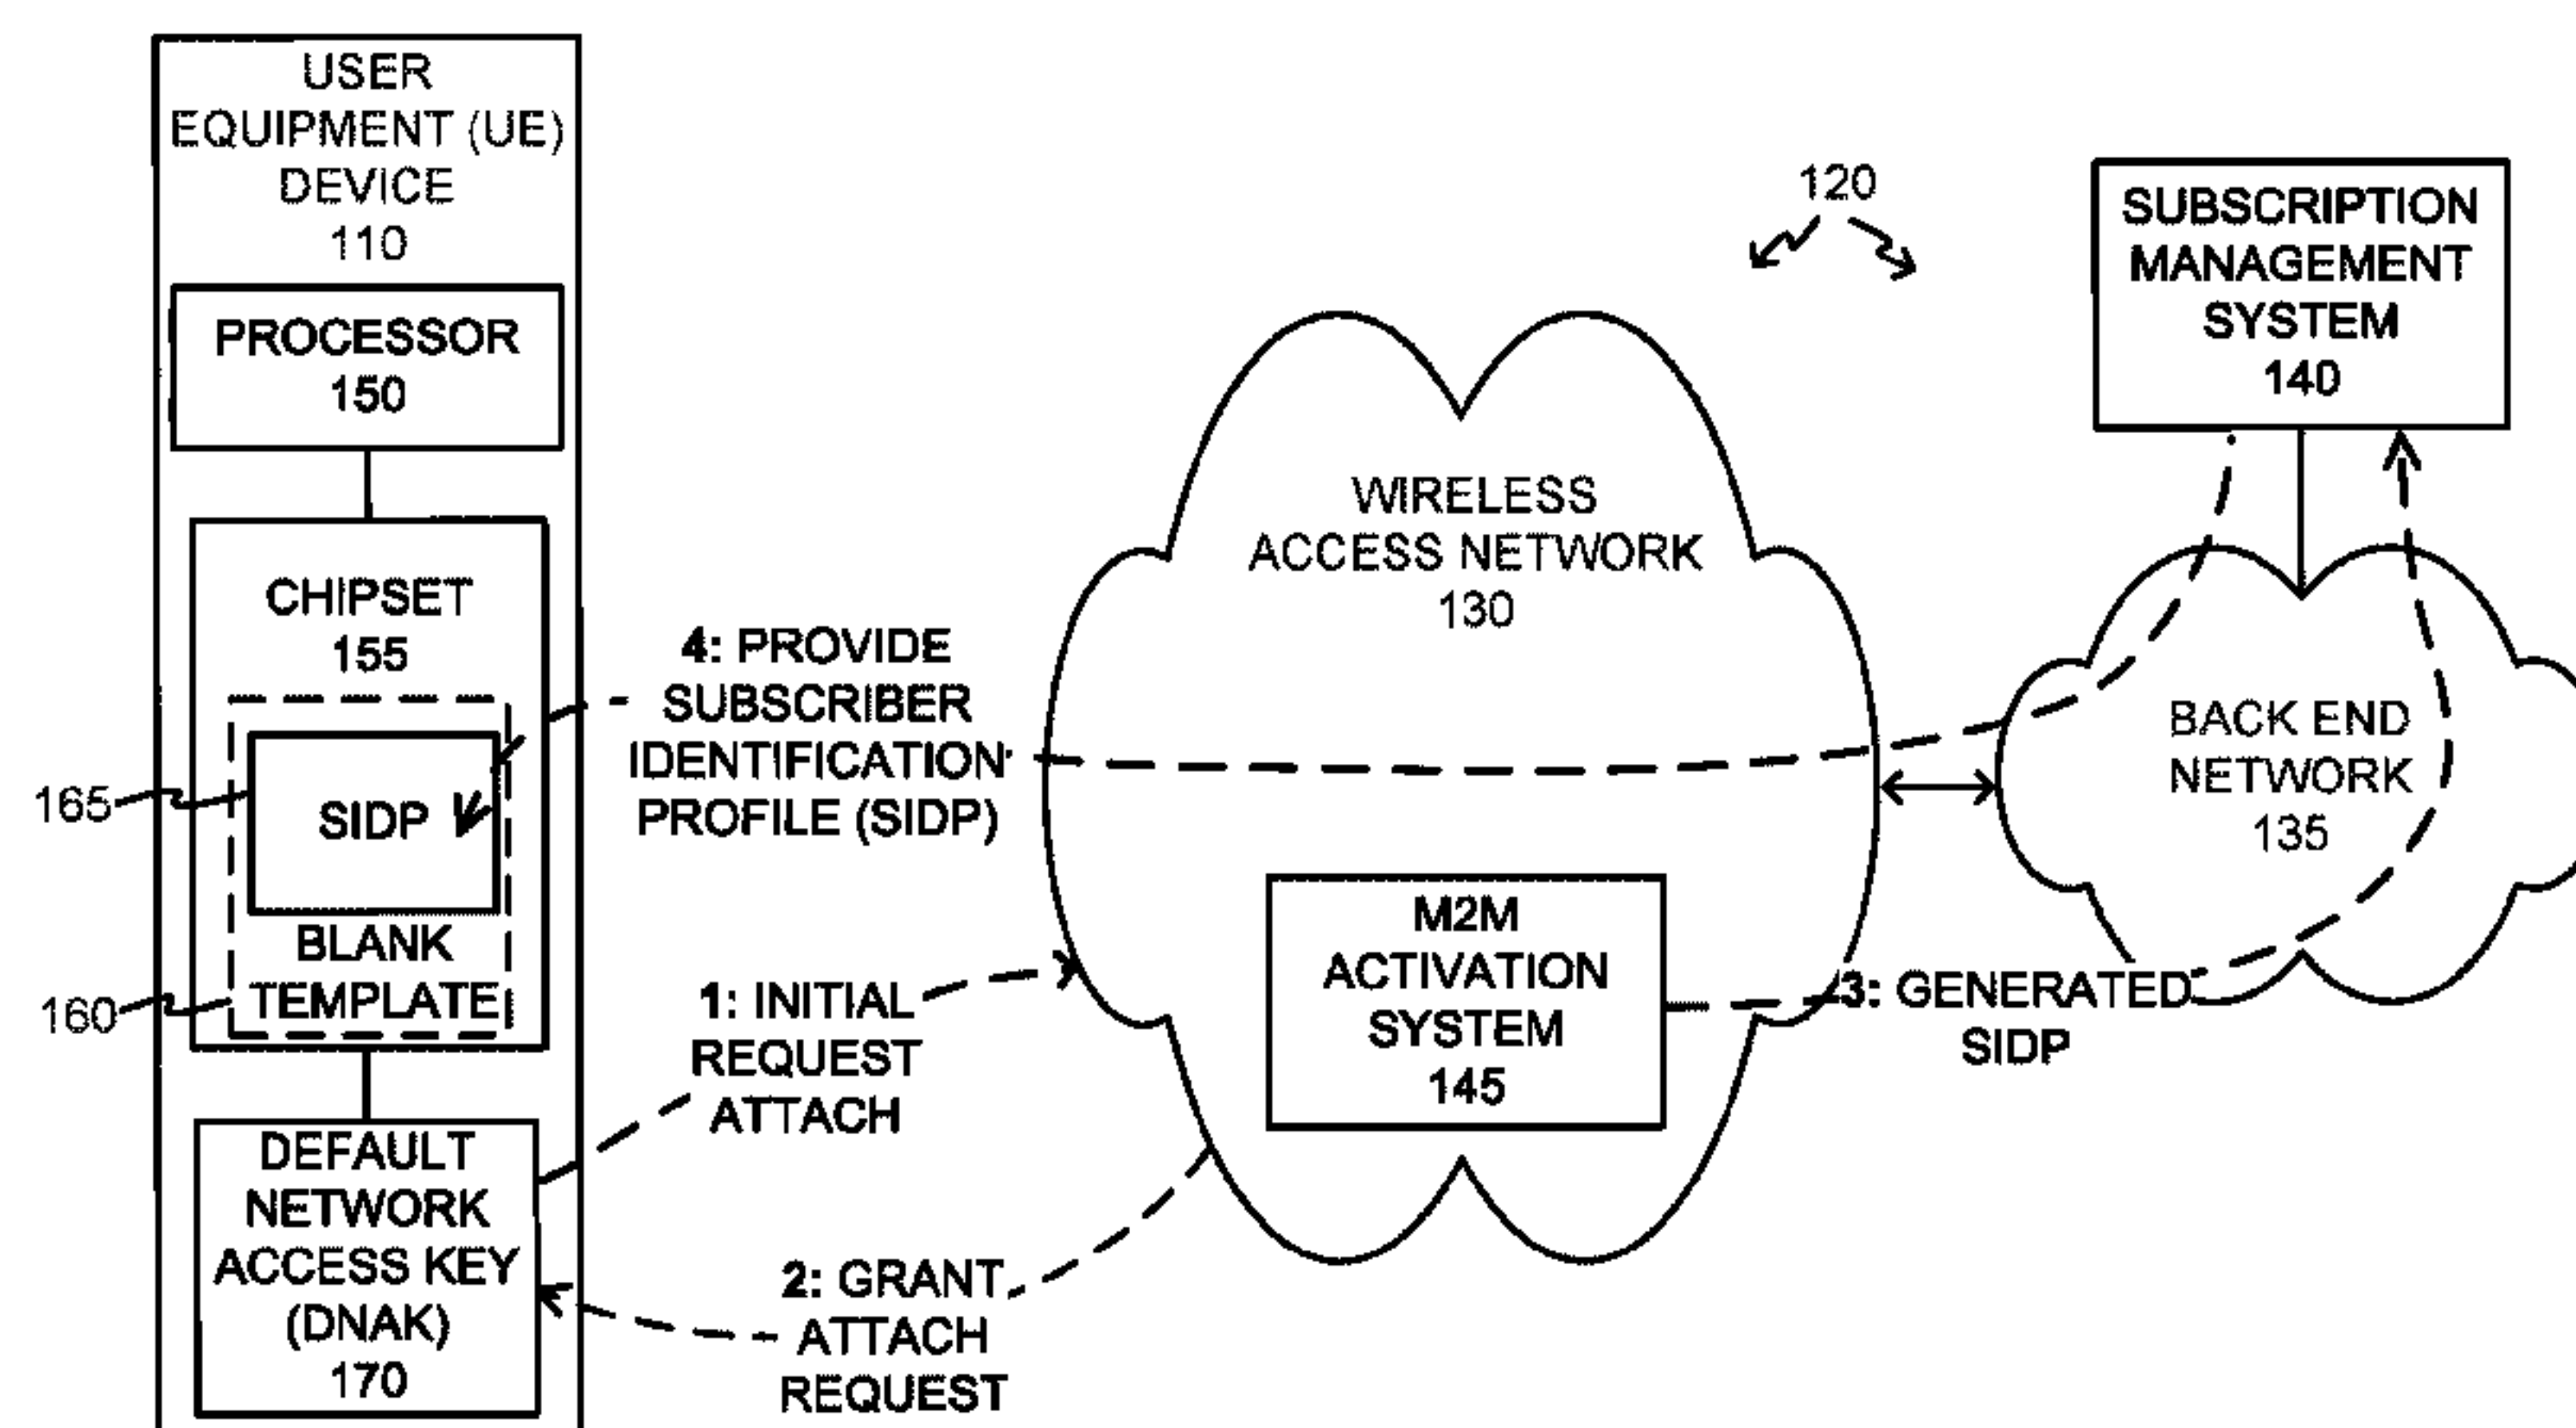 USER
EQUIPMENT (UE)
DEVICE
110
PROCESSOR
150
CHIPSET
155
SIDP
BLANK
TEMPLATE
165
160
DEFAULT
NETWORK
ACCESS KEY
(DNAK)
170
4: PROVIDE
SUBSCRIBER
IDENTIFICATION
PROFILE (SIDP)
1: INITIAL
REQUEST
ATTACH
2: GRANT
ATTACH
REQUEST
120
WIRELESS
ACCESS NETWORK
130
M2M
ACTIVATION
SYSTEM
145
3: GENERATED
SIDP
SUBSCRIPTION
MANAGEMENT
SYSTEM
140
BACK END
NETWORK
135